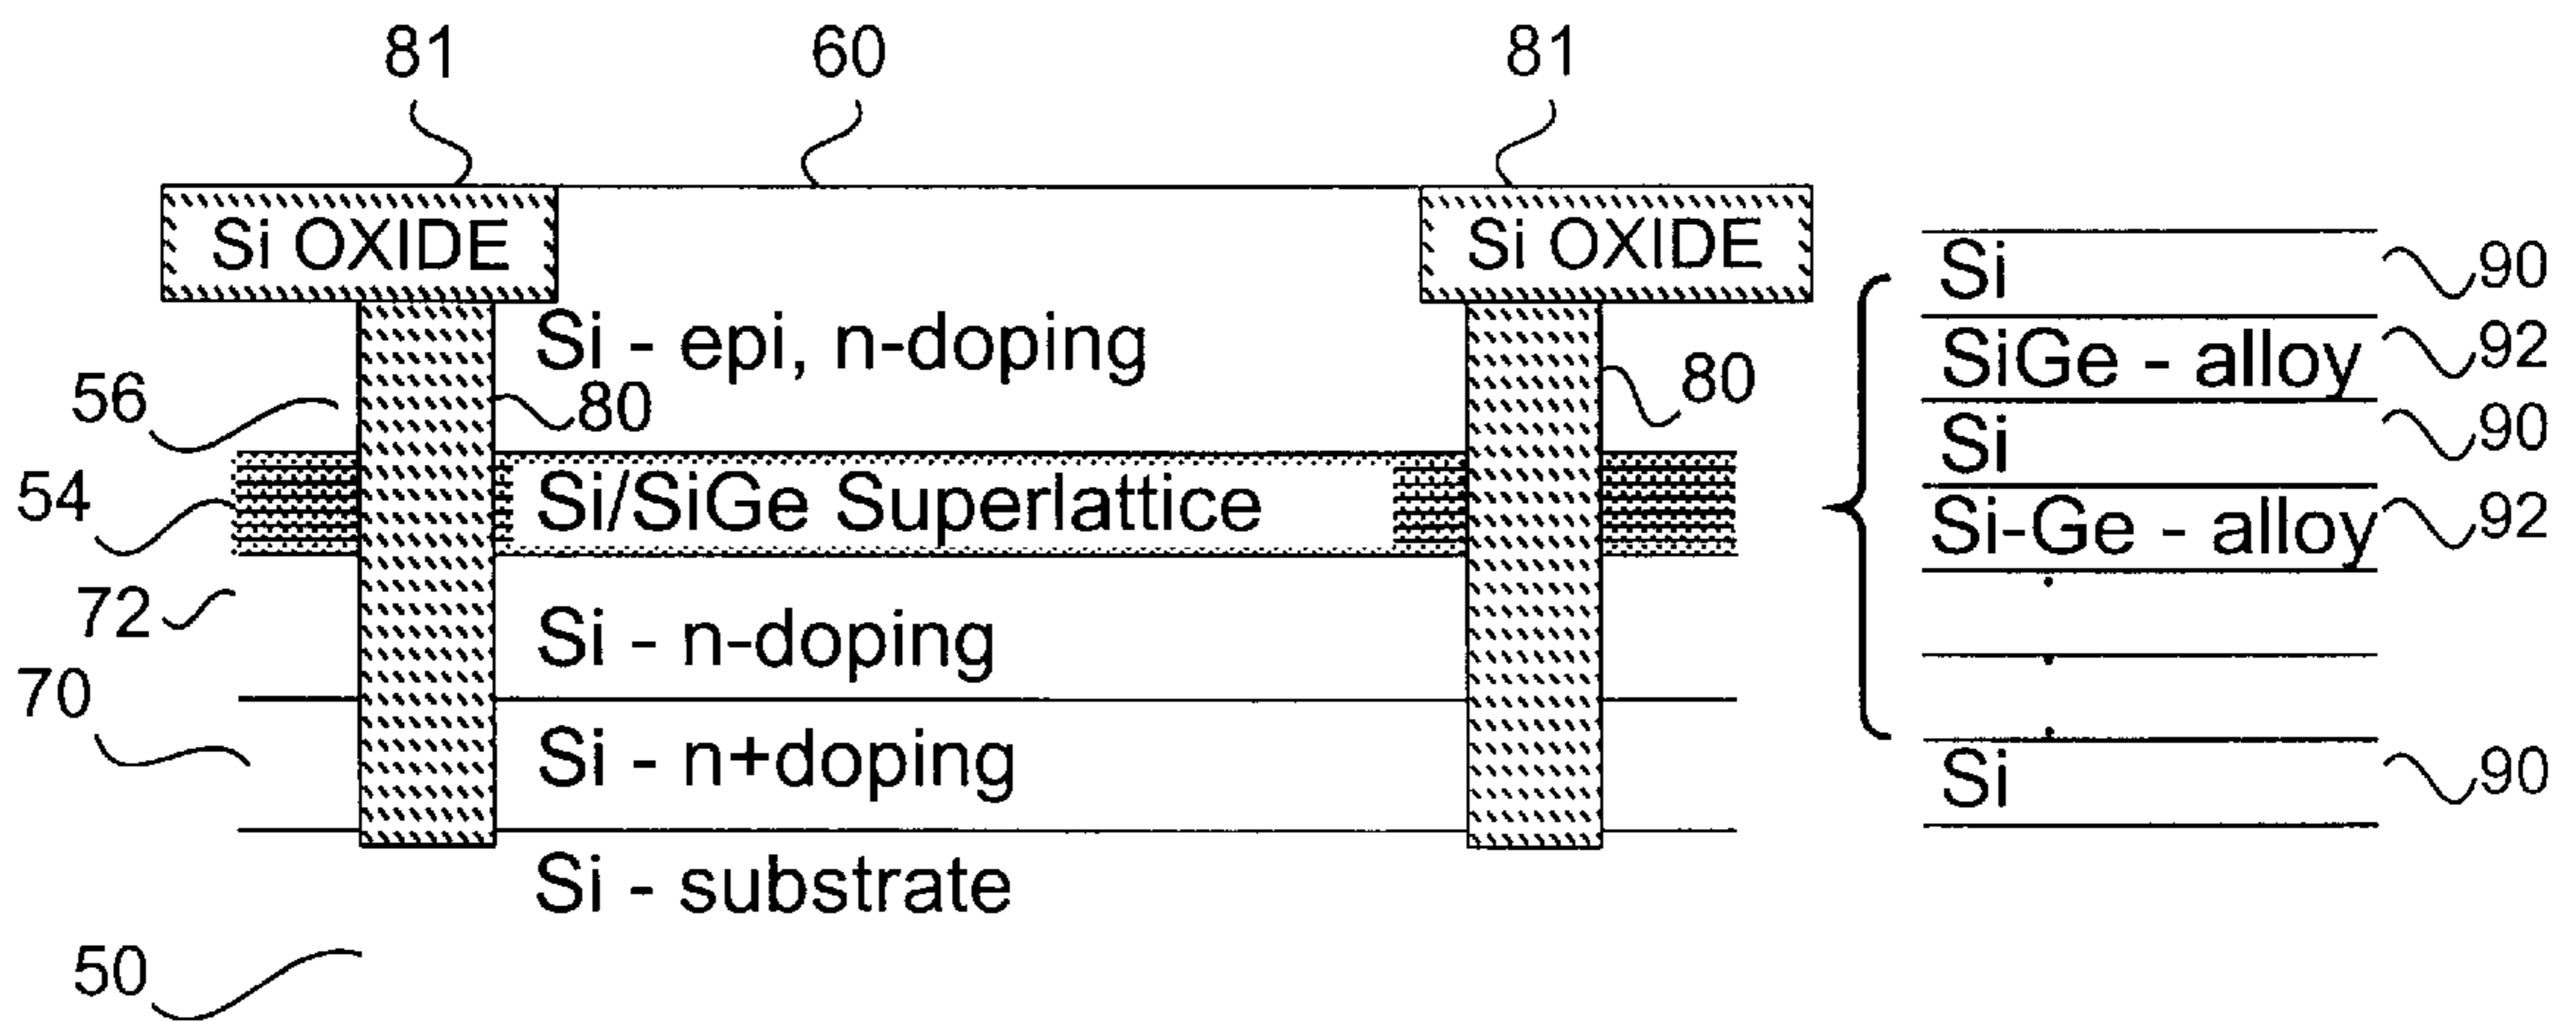 81
60
81
Si OXIDE
Si OXIDE
Si
90
Si - epi, n-doping
SiGe - alloy
92
56
80
80
Si
90
54
Si/SiGe Superlattice
Si-Ge - alloy
92
72
Si - n-doping
70
Si - n+doping
Si
90
Si - substrate
50